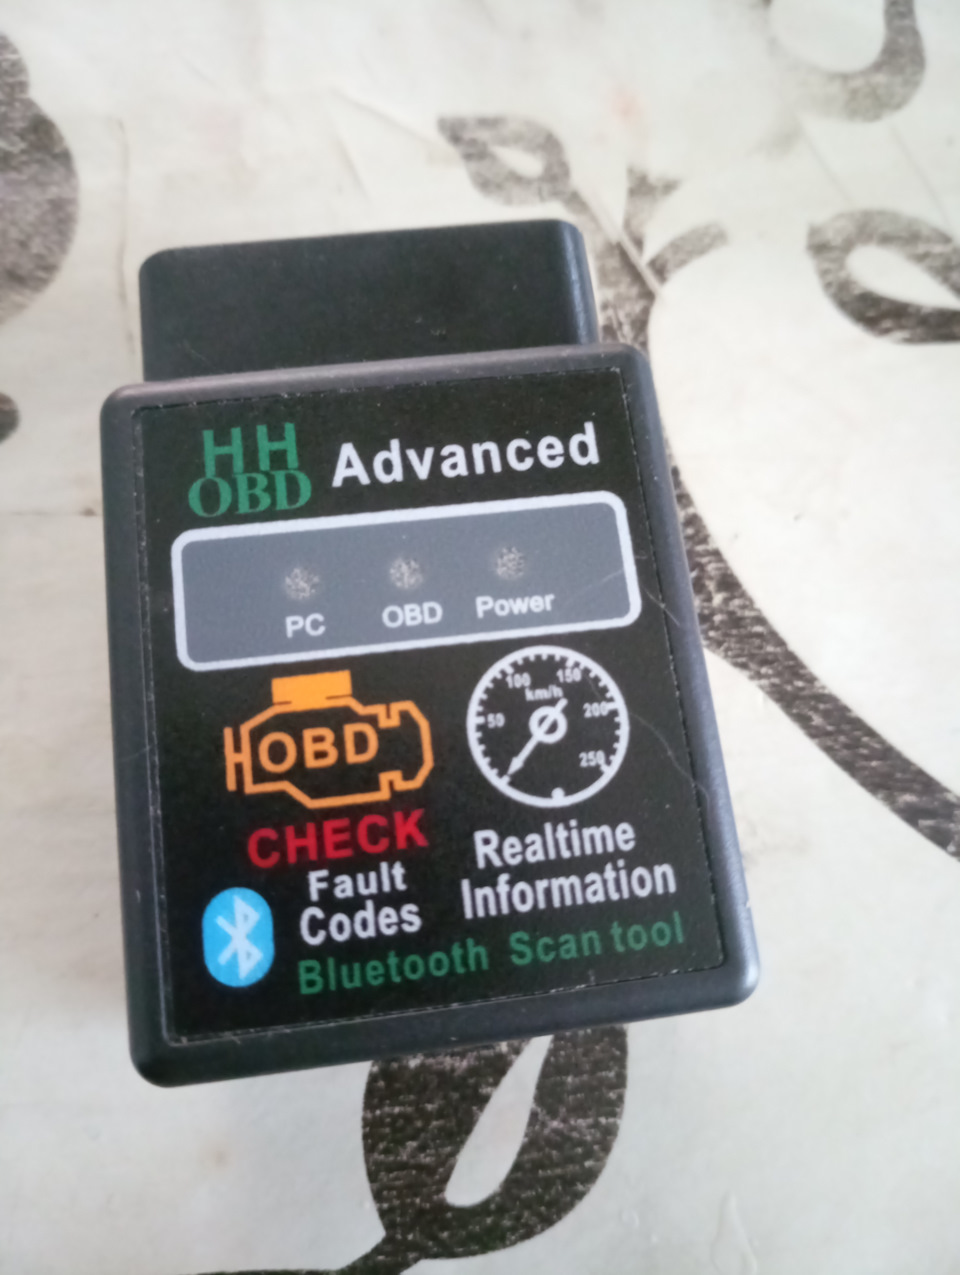 HH
OBD
Advanced
PC OBD Power
OBD
50 100 150 200 250
km/h
CHECK
Fault
Codes
Realtime
Information
Bluetooth Scan tool